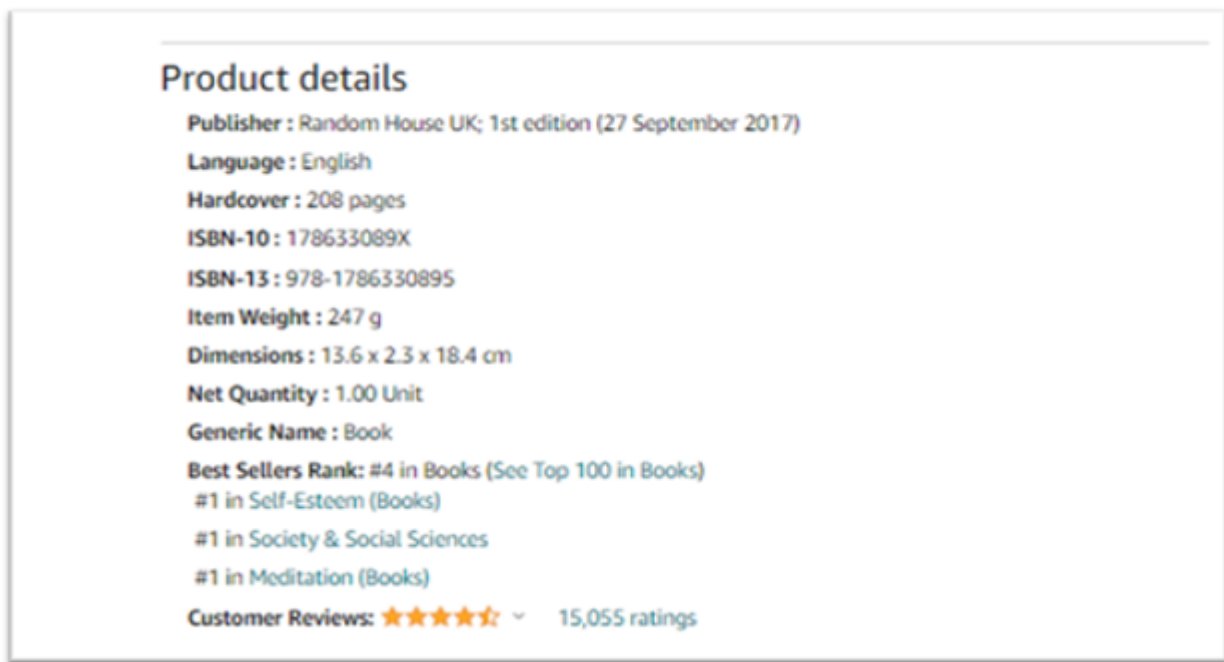 Product details
Publisher : Random House UK; 1st edition (27 September 2017)
Language : English
Hardcover : 208 pages
ISBN-10 : 178633089X
ISBN-13 : 978-1786330895
Item Weight : 247 g
Dimensions : 13.6 x 2.3 x 18.4 cm
Net Quantity : 1.00 Unit
Generic Name : Book
Best Sellers Rank: #4 in Books (See Top 100 in Books)
#1 in Self-Esteem (Books)
#1 in Society & Social Sciences
#1 in Meditation (Books)
Customer Reviews: 15,055 ratings